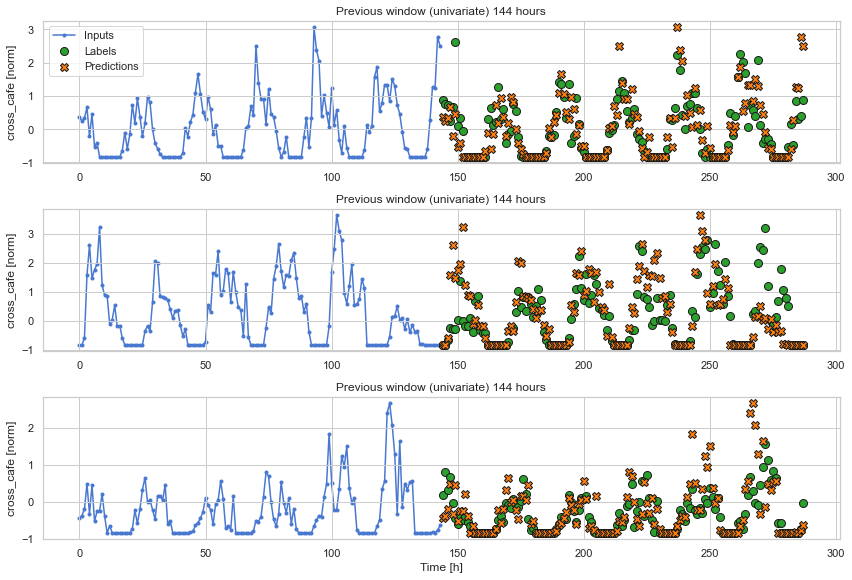 Previous window (univariate) 144 hours
cross_cafe [norm]
3
2
1
0
−1
Inputs
Labels
Predictions
0 50 100 150 200 250 300
Previous window (univariate) 144 hours
cross_cafe [norm]
3
2
1
0
−1
0 50 100 150 200 250 300
Previous window (univariate) 144 hours
cross_cafe [norm]
2
1
0
−1
0 50 100 150 200 250 300
Time [h]